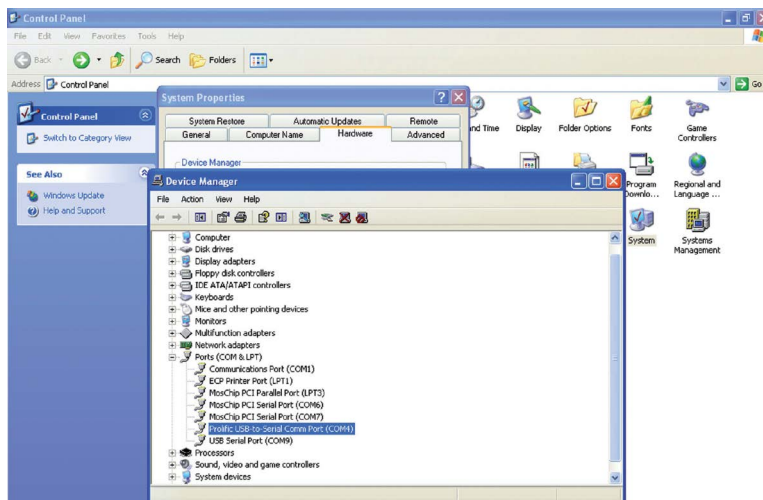 Control Panel
File Edit View Favorites Tools Help
Back Search Folders
Address Control Panel Go
Control Panel
Switch to Category View
See Also
Windows Update
Help and Support
System Properties
System Restore Automatic Updates Remote
General Computer Name Hardware Advanced
Device Manager
nd Time Display Folder Options Fonts Game Controllers
Program Downlo... Regional and Language ...
System Systems Management
Device Manager
File Action View Help
Computer
Disk drives
Display adapters
Floppy disk controllers
IDE ATA/ATAPI controllers
Keyboards
Mice and other pointing devices
Monitors
Multifunction adapters
Network adapters
Ports (COM & LPT)
Communications Port (COM1)
ECP Printer Port (LPT1)
MosChip PCI Parallel Port (LPT3)
MosChip PCI Serial Port (COM6)
MosChip PCI Serial Port (COM7)
Prolific USB-to-Serial Comm Port (COM4)
USB Serial Port (COM9)
Processors
Sound, video and game controllers
System devices